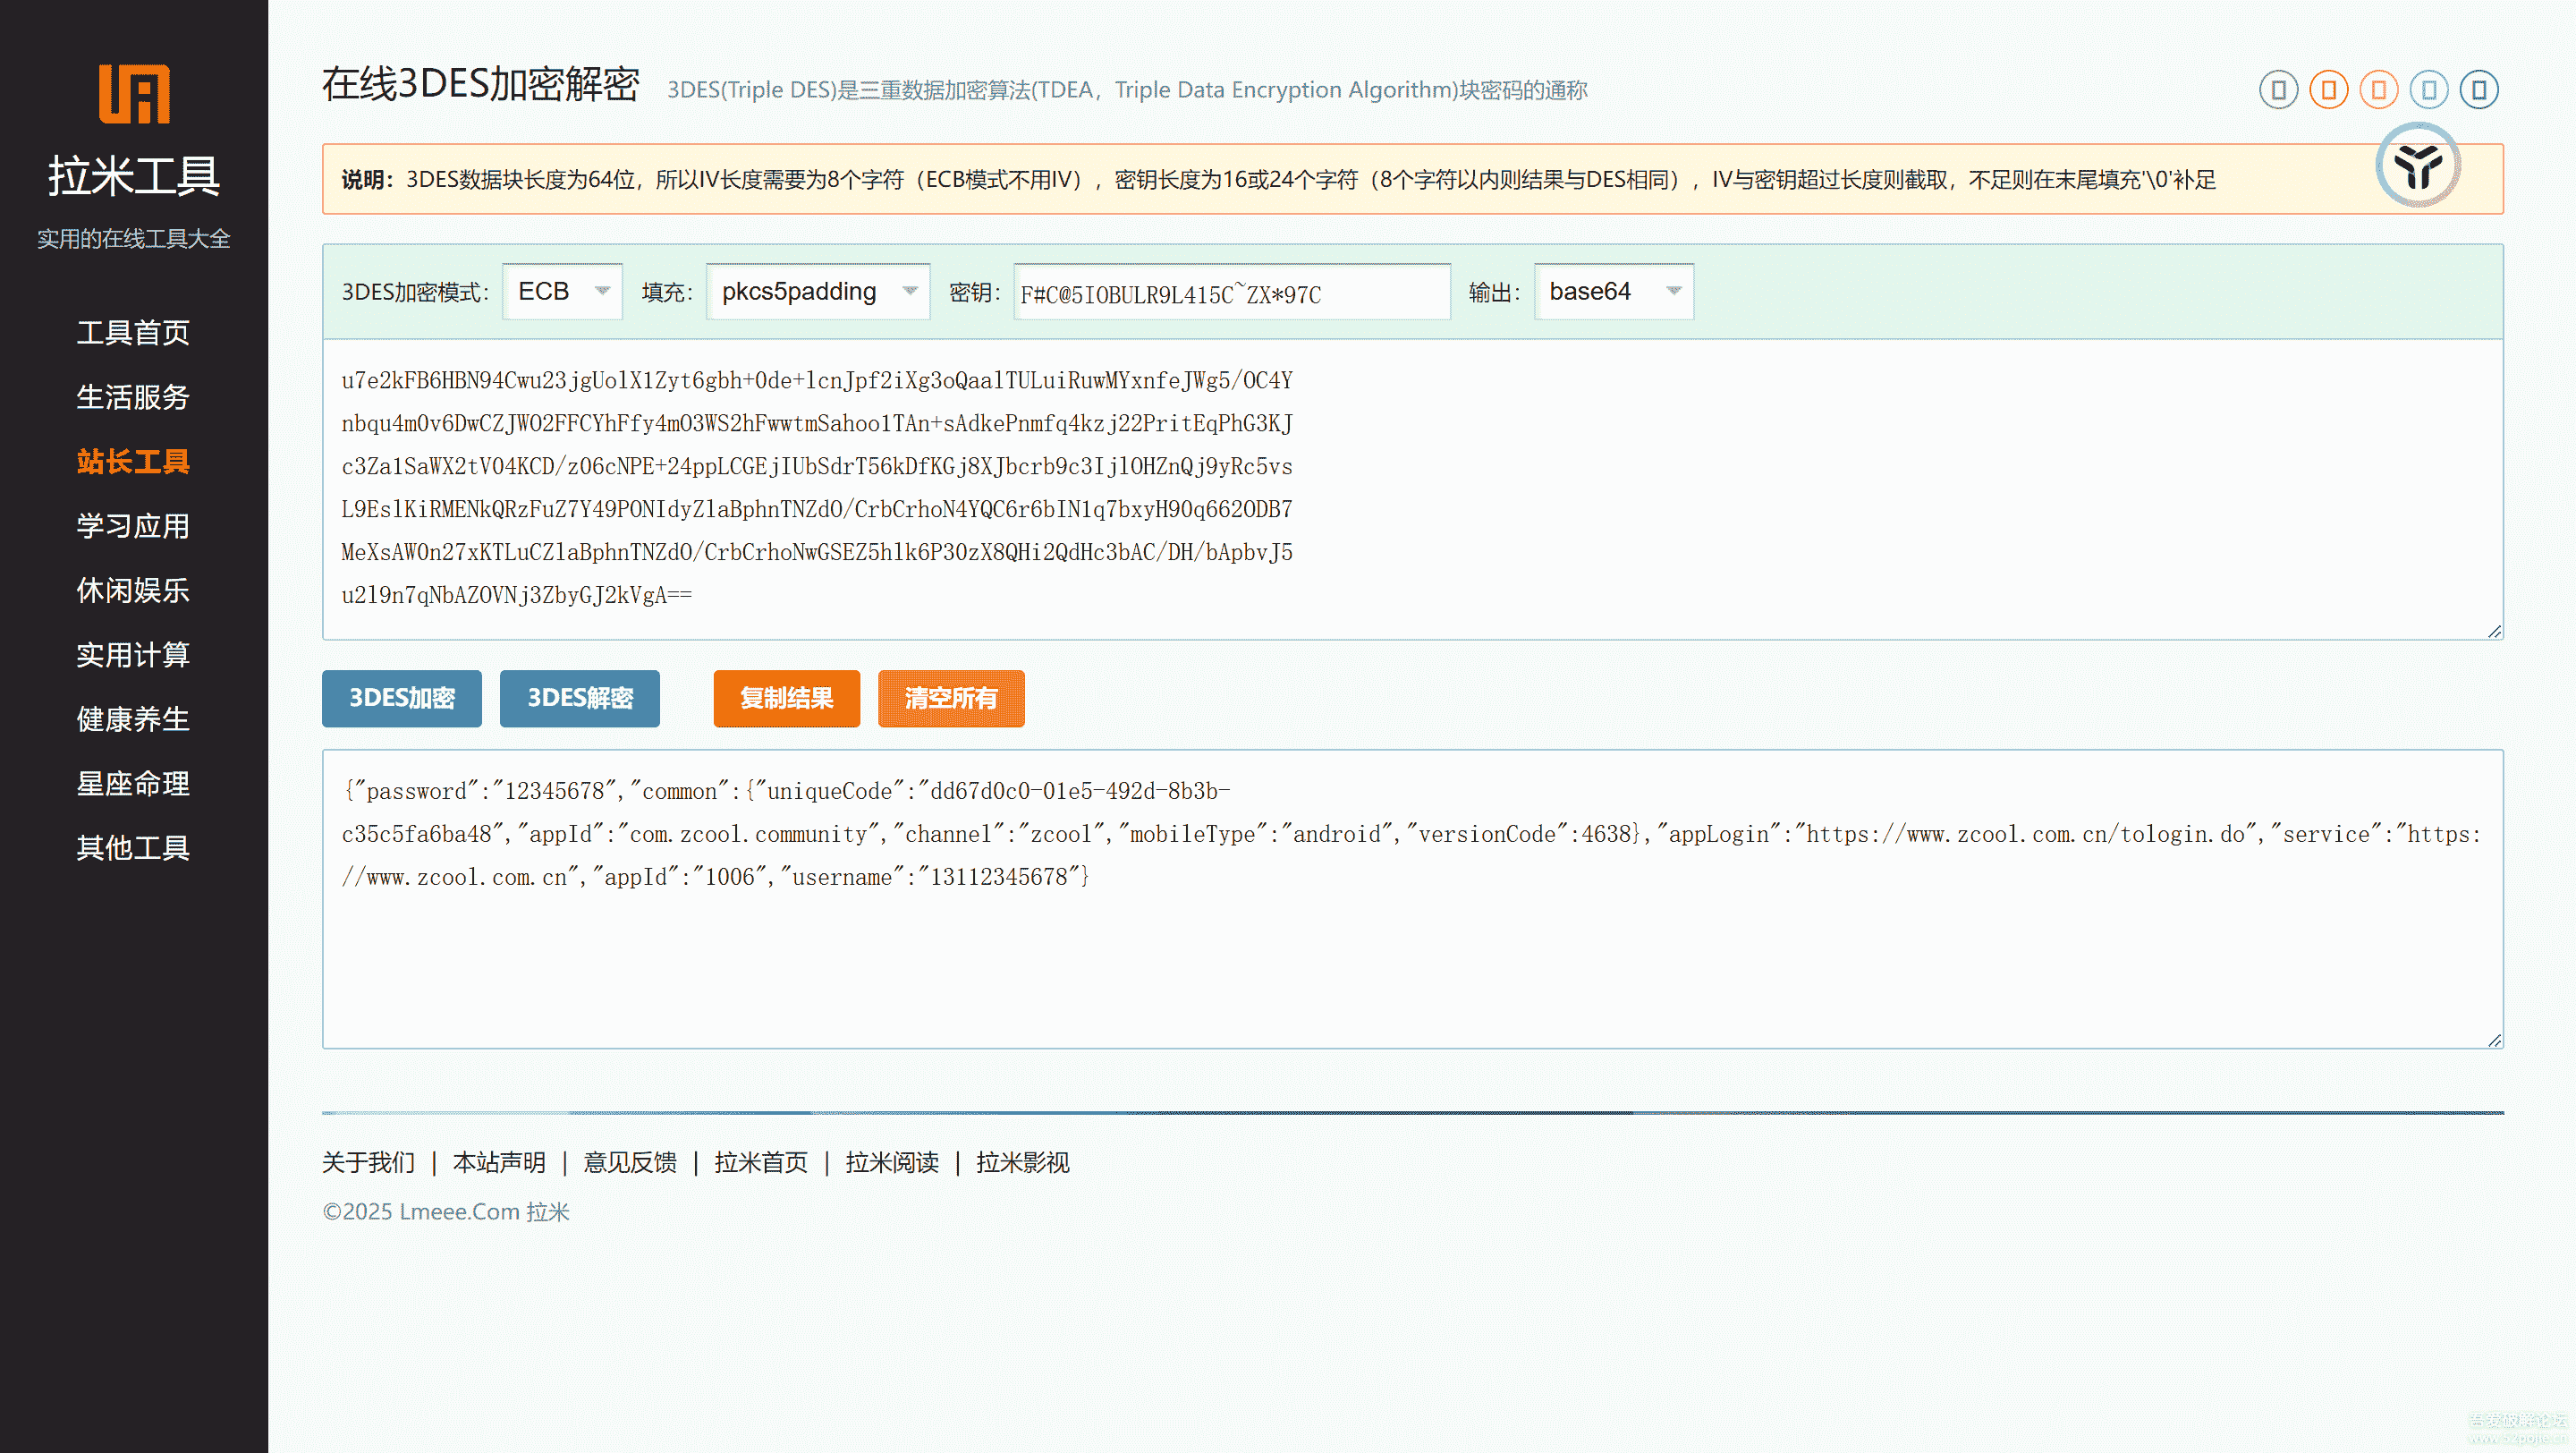 拉米工具
实用的在线工具大全
工具首页
生活服务
站长工具
学习应用
休闲娱乐
实用计算
健康养生
星座命理
其他工具
在线3DES加密解密 3DES(Triple DES)是三重数据加密算法(TDEA，Triple Data Encryption Algorithm)块密码的通称
说明：3DES数据块长度为64位，所以IV长度需要为8个字符（ECB模式不用IV），密钥长度为16或24个字符（8个字符以内则结果与DES相同），IV与密钥超过长度则截取，不足则在末尾填充'\0'补足
3DES加密模式： ECB 填充： pkcs5padding 密钥： F#C@5IOBULR9L415C~ZX*97C 输出： base64
u7e2kFB6HBN94Cwu23jgUolX1Zyt6gbh+0de+lcnJpf2iXg3oQaalTULuiRuwMYxnfeJWg5/OC4Y
nbqu4m0v6DwCZJWO2FFCYhFfy4mO3WS2hFwwtmSahoo1TAn+sAdkePnmfq4kzj22PritEqPhG3KJ
c3Za1SaWX2tV04KCD/z06cNPE+24ppLCGEjIUbSdrT56kDfKGj8XJbcrb9c3IjlOHZnQj9yRc5vs
L9EslKiRMENkQRzFuZ7Y49PONIdyZlaBphnTNZdO/CrbCrhoN4YQC6r6bIN1q7bxyH90q662ODB7
MeXsAW0n27xKTLuCZlaBphnTNZdO/CrbCrhoNwGSEZ5hlk6P30zX8QHi2QdHc3bAC/DH/bApbvJ5
u2l9n7qNbAZOVNj3ZbyGJ2kVgA==
3DES加密 3DES解密 复制结果 清空所有
{"password":"12345678","common":{"uniqueCode":"dd67d0c0-01e5-492d-8b3b-
c35c5fa6ba48","appId":"com.zcool.community","channel":"zcool","mobileType":"android","versionCode":4638},"appLogin":"https://www.zcool.com.cn/tologin.do","service":"https:
//www.zcool.com.cn","appId":"1006","username":"13112345678"}
关于我们 | 本站声明 | 意见反馈 | 拉米首页 | 拉米阅读 | 拉米影视
©2025 Lmeee.Com 拉米
吾爱破解论坛
www.52pojie.cn